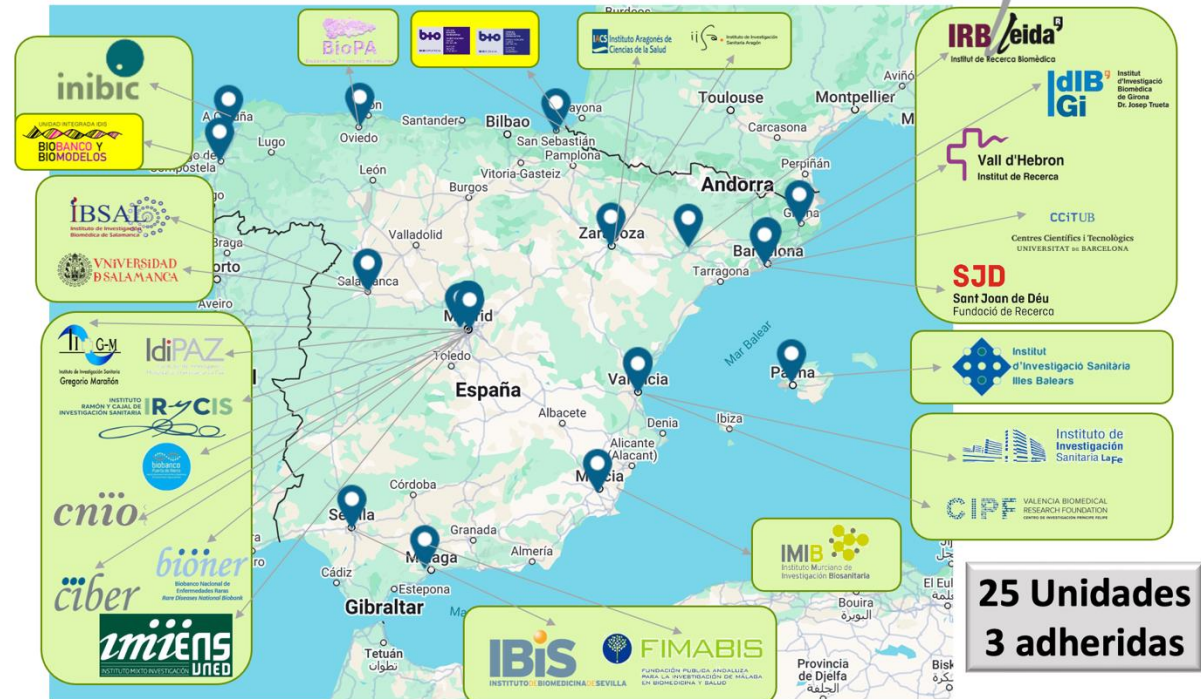 inibic
UNIDAD INTEGRADA IDIS
BIOBANCO Y
BIOMODELOS
BioPA
bio
bio
IACS Instituto Aragonés de
Ciencias de la Salud
Instituto de Investigación
Sanitaria Aragón
IRBLleida
Institut de Recerca Biomèdica
IdIBGi
Institut
d'Investigació
Biomèdica
de Girona
Dr. Josep Trueta
Vall d'Hebron
Institut de Recerca
CCiTUB
Centres Científics i Tecnològics
UNIVERSITAT DE BARCELONA
SJD
Sant Joan de Déu
Fundació de Recerca
IBSAL
Instituto de Investigación
Biomédica de Salamanca
VNiVERSiDAD
D SALAMANCA
G-M
Instituto de Investigación Sanitaria
Gregorio Marañón
IdiPAZ
INSTITUTO
RAMÓN Y CAJAL DE
INVESTIGACIÓN SANITARIA
IRYCIS
biobanco
cnio
ciber
bioner
Biobanco Nacional de
Enfermedades Raras
Rare Diseases National Biobank
imiens
INSTITUTO MIXTO INVESTIGACIÓN
UNED
Institut
d'Investigació Sanitària
Illes Balears
Instituto de
Investigación
Sanitaria La Fe
CIPF
VALENCIA BIOMEDICAL
RESEARCH FOUNDATION
CENTRO DE INVESTIGACIÓN PRÍNCIPE FELIPE
IMIB
Instituto Murciano de
Investigación Biosanitaria
IBiS
INSTITUTO DE BIOMEDICINA DE SEVILLA
FIMABIS
FUNDACIÓN PÚBLICA ANDALUZA
PARA LA INVESTIGACIÓN DE MÁLAGA
EN BIOMEDICINA Y SALUD
25 Unidades
3 adheridas
Oviedo
Santander
Bilbao
San Sebastián
Pamplona
Vitoria-Gasteiz
Lugo
León
Burgos
Toulouse
Montpellier
Carcasona
Perpiñán
Andorra
Zaragoza
Barcelona
Tarragona
Valladolid
Salamanca
Braga
Aveiro
Madrid
Toledo
España
Valencia
Mar Balear
Palma
Ibiza
Albacete
Denia
Alicante
(Alacant)
Murcia
Córdoba
Sevilla
Granada
Málaga
Almería
Cádiz
Estepona
Gibraltar
Tetuán
تطوان
Bouira
البويرة
Provincia
de Djelfa
الجلفة